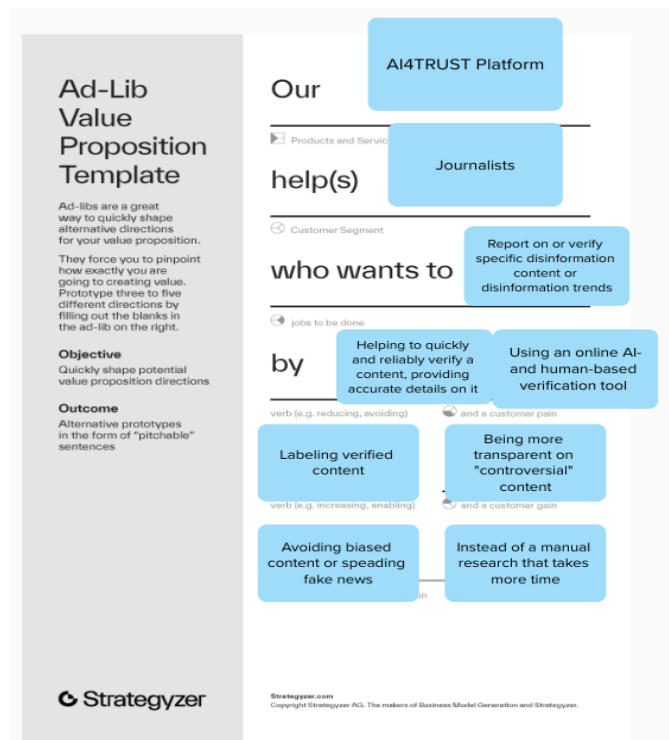 Ad-Lib
Value
Proposition
Template
Ad-libs are a great
way to quickly shape
alternative directions
for your value proposition.
They force you to pinpoint
how exactly you are
going to creating value.
Prototype three to five
different directions by
filling out the blanks in
the ad-lib on the right.
Objective
Quickly shape potential
value proposition directions
Outcome
Alternative prototypes
in the form of "pitchable"
sentences
Strategyzer
Our
AI4TRUST Platform
Products and Servic
help(s)
Journalists
Customer Segment
who wants to
Report on or verify
specific disinformation
content or
disinformation trends
jobs to be done
by
Helping to quickly
and reliably verify a
content, providing
accurate details on it
Using an online AI-
and human-based
verification tool
verb (e.g. reducing, avoiding)
and a customer pain
Labeling verified
content
Being more
transparent on
"controversial"
content
verb (e.g. increasing, enabling)
and a customer gain
Avoiding biased
content or speading
fake news
Instead of a manual
research that takes
more time
on
Strategyzer.com
Copyright Strategyzer AG. The makers of Business Model Generation and Strategyzer.